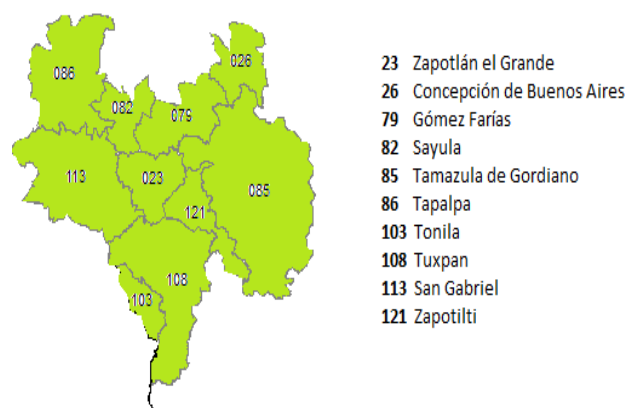 086
026
082
079
113
023
085
121
108
103
23 Zapotlán el Grande
26 Concepción de Buenos Aires
79 Gómez Farías
82 Sayula
85 Tamazula de Gordiano
86 Tapalpa
103 Tonila
108 Tuxpan
113 San Gabriel
121 Zapotilti